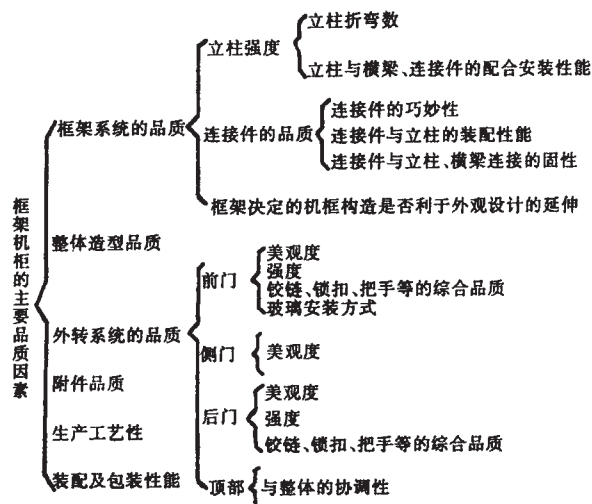 框架机柜的主要品质因素
框架系统的品质
立柱强度
立柱折弯数
立柱与横梁、连接件的配合安装性能
连接件的品质
连接件的巧妙性
连接件与立柱的装配性能
连接件与立柱、横梁连接的固性
框架决定的机框构造是否利于外观设计的延伸
整体造型品质
外转系统的品质
前门
美观度
强度
铰链、锁扣、把手等的综合品质
玻璃安装方式
侧门
美观度
后门
美观度
强度
铰链、锁扣、把手等的综合品质
顶部
与整体的协调性
附件品质
生产工艺性
装配及包装性能